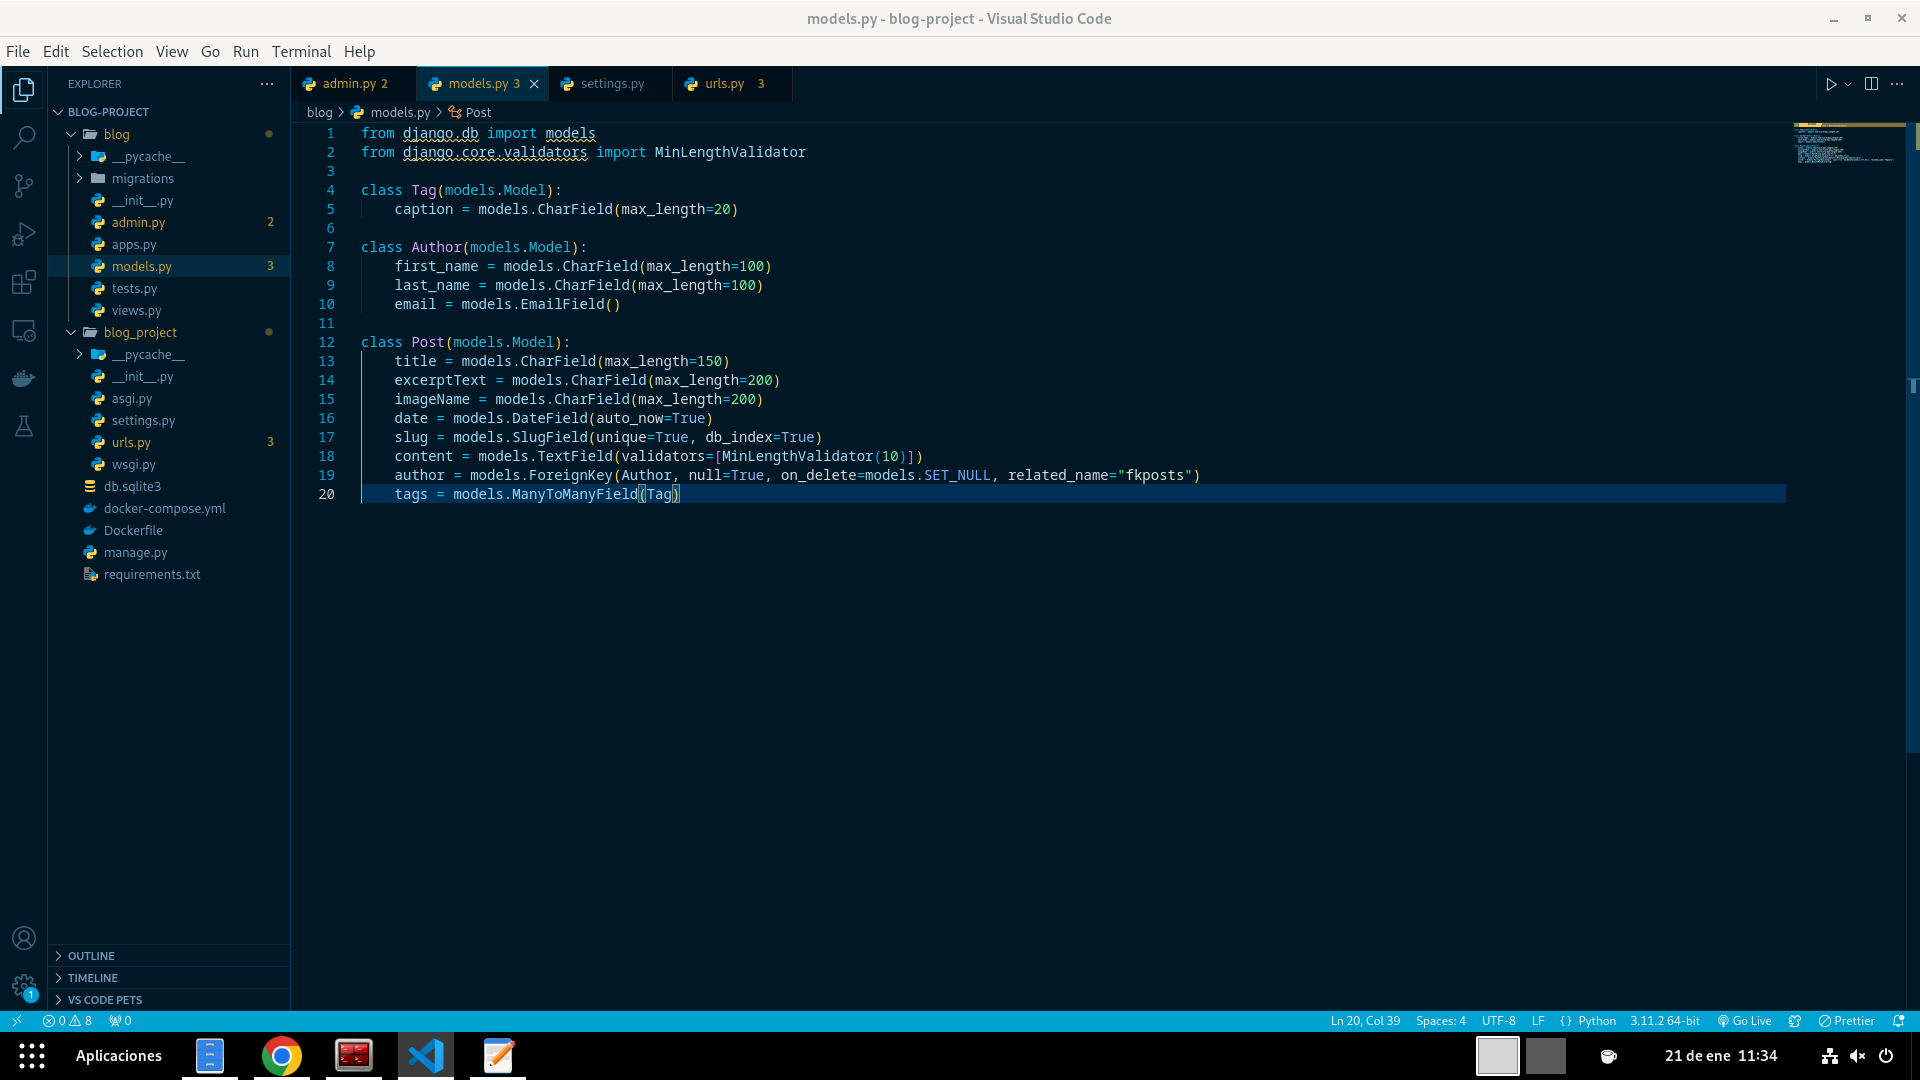 models.py - blog-project - Visual Studio Code
File Edit Selection View Go Run Terminal Help
EXPLORER
BLOG-PROJECT
blog
__pycache__
migrations
__init__.py
admin.py 2
apps.py
models.py 3
tests.py
views.py
blog_project
__pycache__
__init__.py
asgi.py
settings.py
urls.py 3
wsgi.py
db.sqlite3
docker-compose.yml
Dockerfile
manage.py
requirements.txt
OUTLINE
TIMELINE
VS CODE PETS
admin.py 2 models.py 3 settings.py urls.py 3
blog > models.py > Post
1 from django.db import models
2 from django.core.validators import MinLengthValidator
3
4 class Tag(models.Model):
5     caption = models.CharField(max_length=20)
6
7 class Author(models.Model):
8     first_name = models.CharField(max_length=100)
9     last_name = models.CharField(max_length=100)
10     email = models.EmailField()
11
12 class Post(models.Model):
13     title = models.CharField(max_length=150)
14     excerptText = models.CharField(max_length=200)
15     imageName = models.CharField(max_length=200)
16     date = models.DateField(auto_now=True)
17     slug = models.SlugField(unique=True, db_index=True)
18     content = models.TextField(validators=[MinLengthValidator(10)])
19     author = models.ForeignKey(Author, null=True, on_delete=models.SET_NULL, related_name="fkposts")
20     tags = models.ManyToManyField(Tag)
1
0 8 0 Ln 20, Col 39 Spaces: 4 UTF-8 LF { } Python 3.11.2 64-bit Go Live Prettier
Aplicaciones 21 de ene 11:34